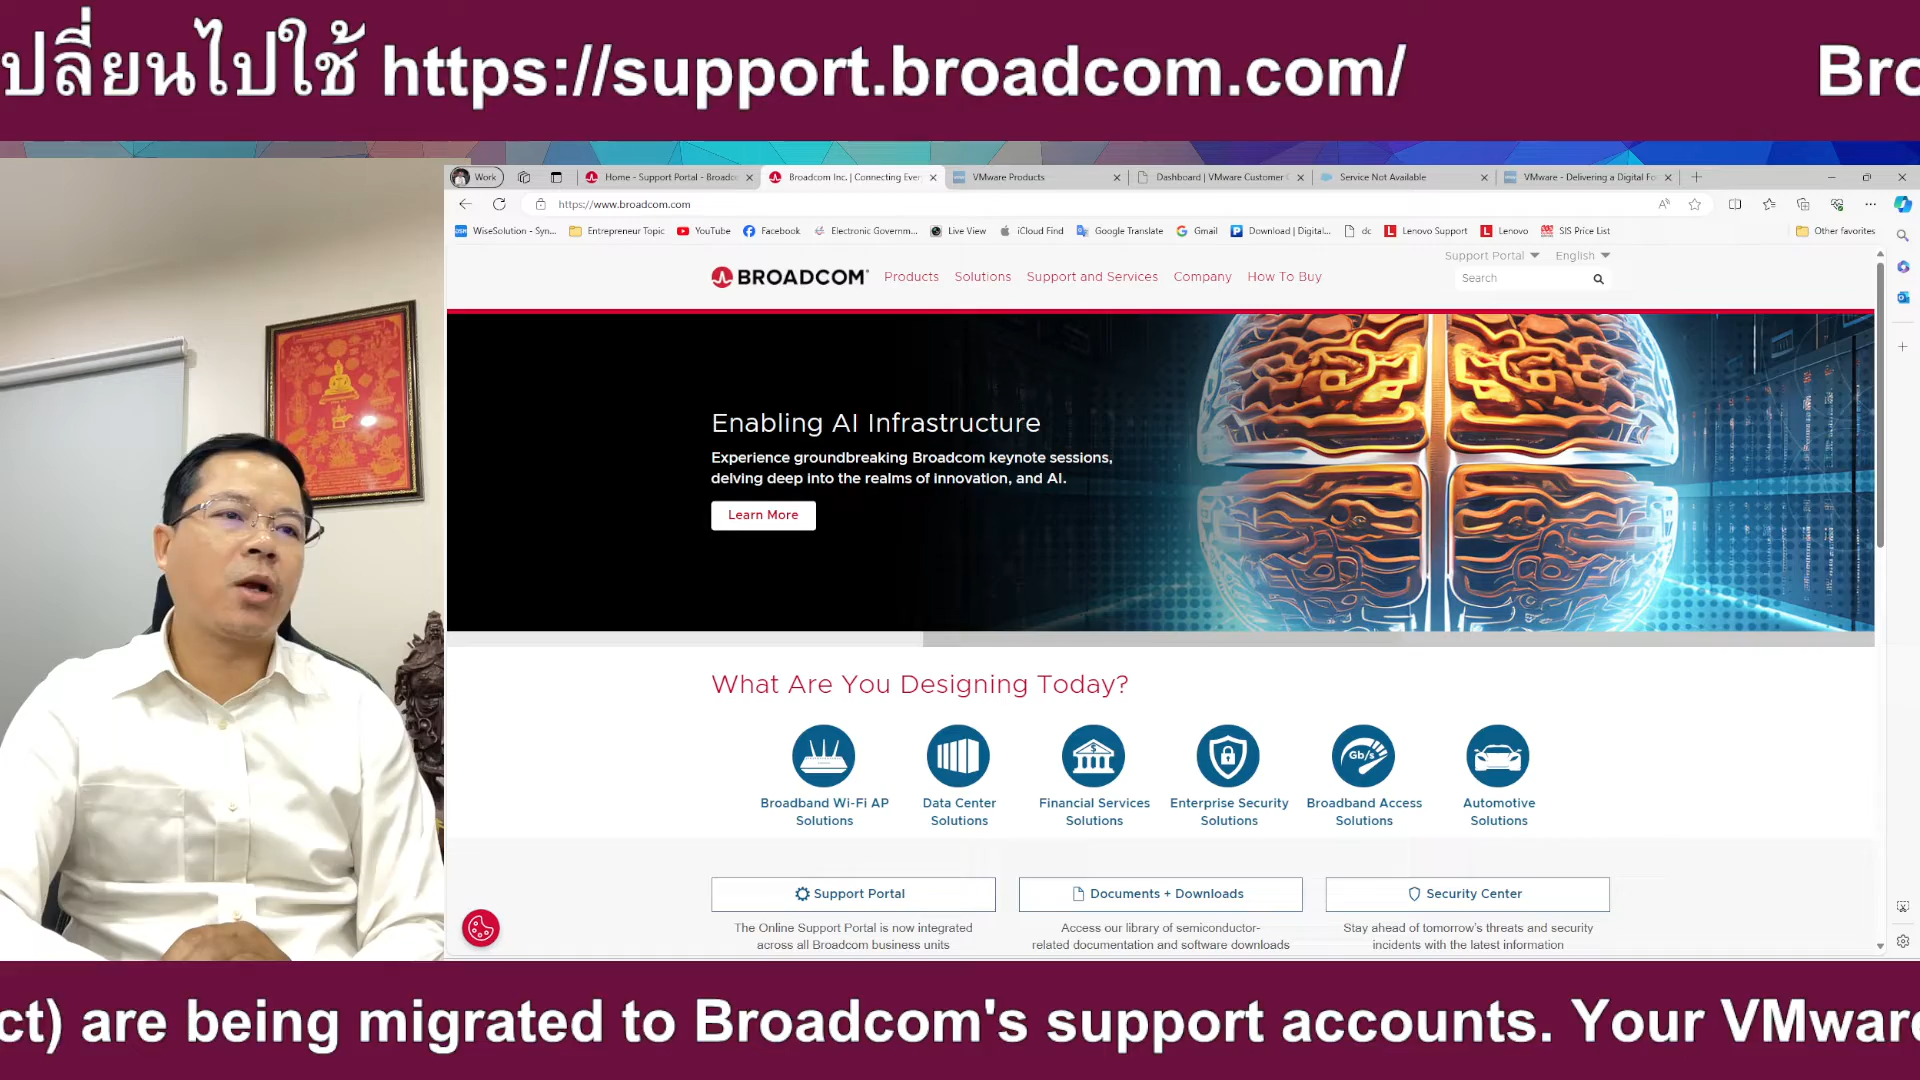 ปลี่ยนไปใช้ https://support.broadcom.com/
Bro
Work
Home - Support Portal - Broadc
Broadcom Inc. | Connecting Ever
VMware Products
Dashboard | VMware Customer C
Service Not Available
VMware - Delivering a Digital Fo
https://www.broadcom.com
WiseSolution - Syn...
Entrepreneur Topic
YouTube
Facebook
Electronic Governm...
Live View
iCloud Find
Google Translate
Gmail
Download | Digital...
dc
Lenovo Support
Lenovo
SIS Price List
Other favorites
Support Portal
English
BROADCOM
Products
Solutions
Support and Services
Company
How To Buy
Search
Enabling AI Infrastructure
Experience groundbreaking Broadcom keynote sessions,
delving deep into the realms of innovation, and AI.
Learn More
What Are You Designing Today?
Gb/s
Broadband Wi-Fi AP
Solutions
Data Center
Solutions
Financial Services
Solutions
Enterprise Security
Solutions
Broadband Access
Solutions
Automotive
Solutions
Support Portal
The Online Support Portal is now integrated
across all Broadcom business units
Documents + Downloads
Access our library of semiconductor-
related documentation and software downloads
Security Center
Stay ahead of tomorrow's threats and security
incidents with the latest information
ct) are being migrated to Broadcom's support accounts. Your VMware